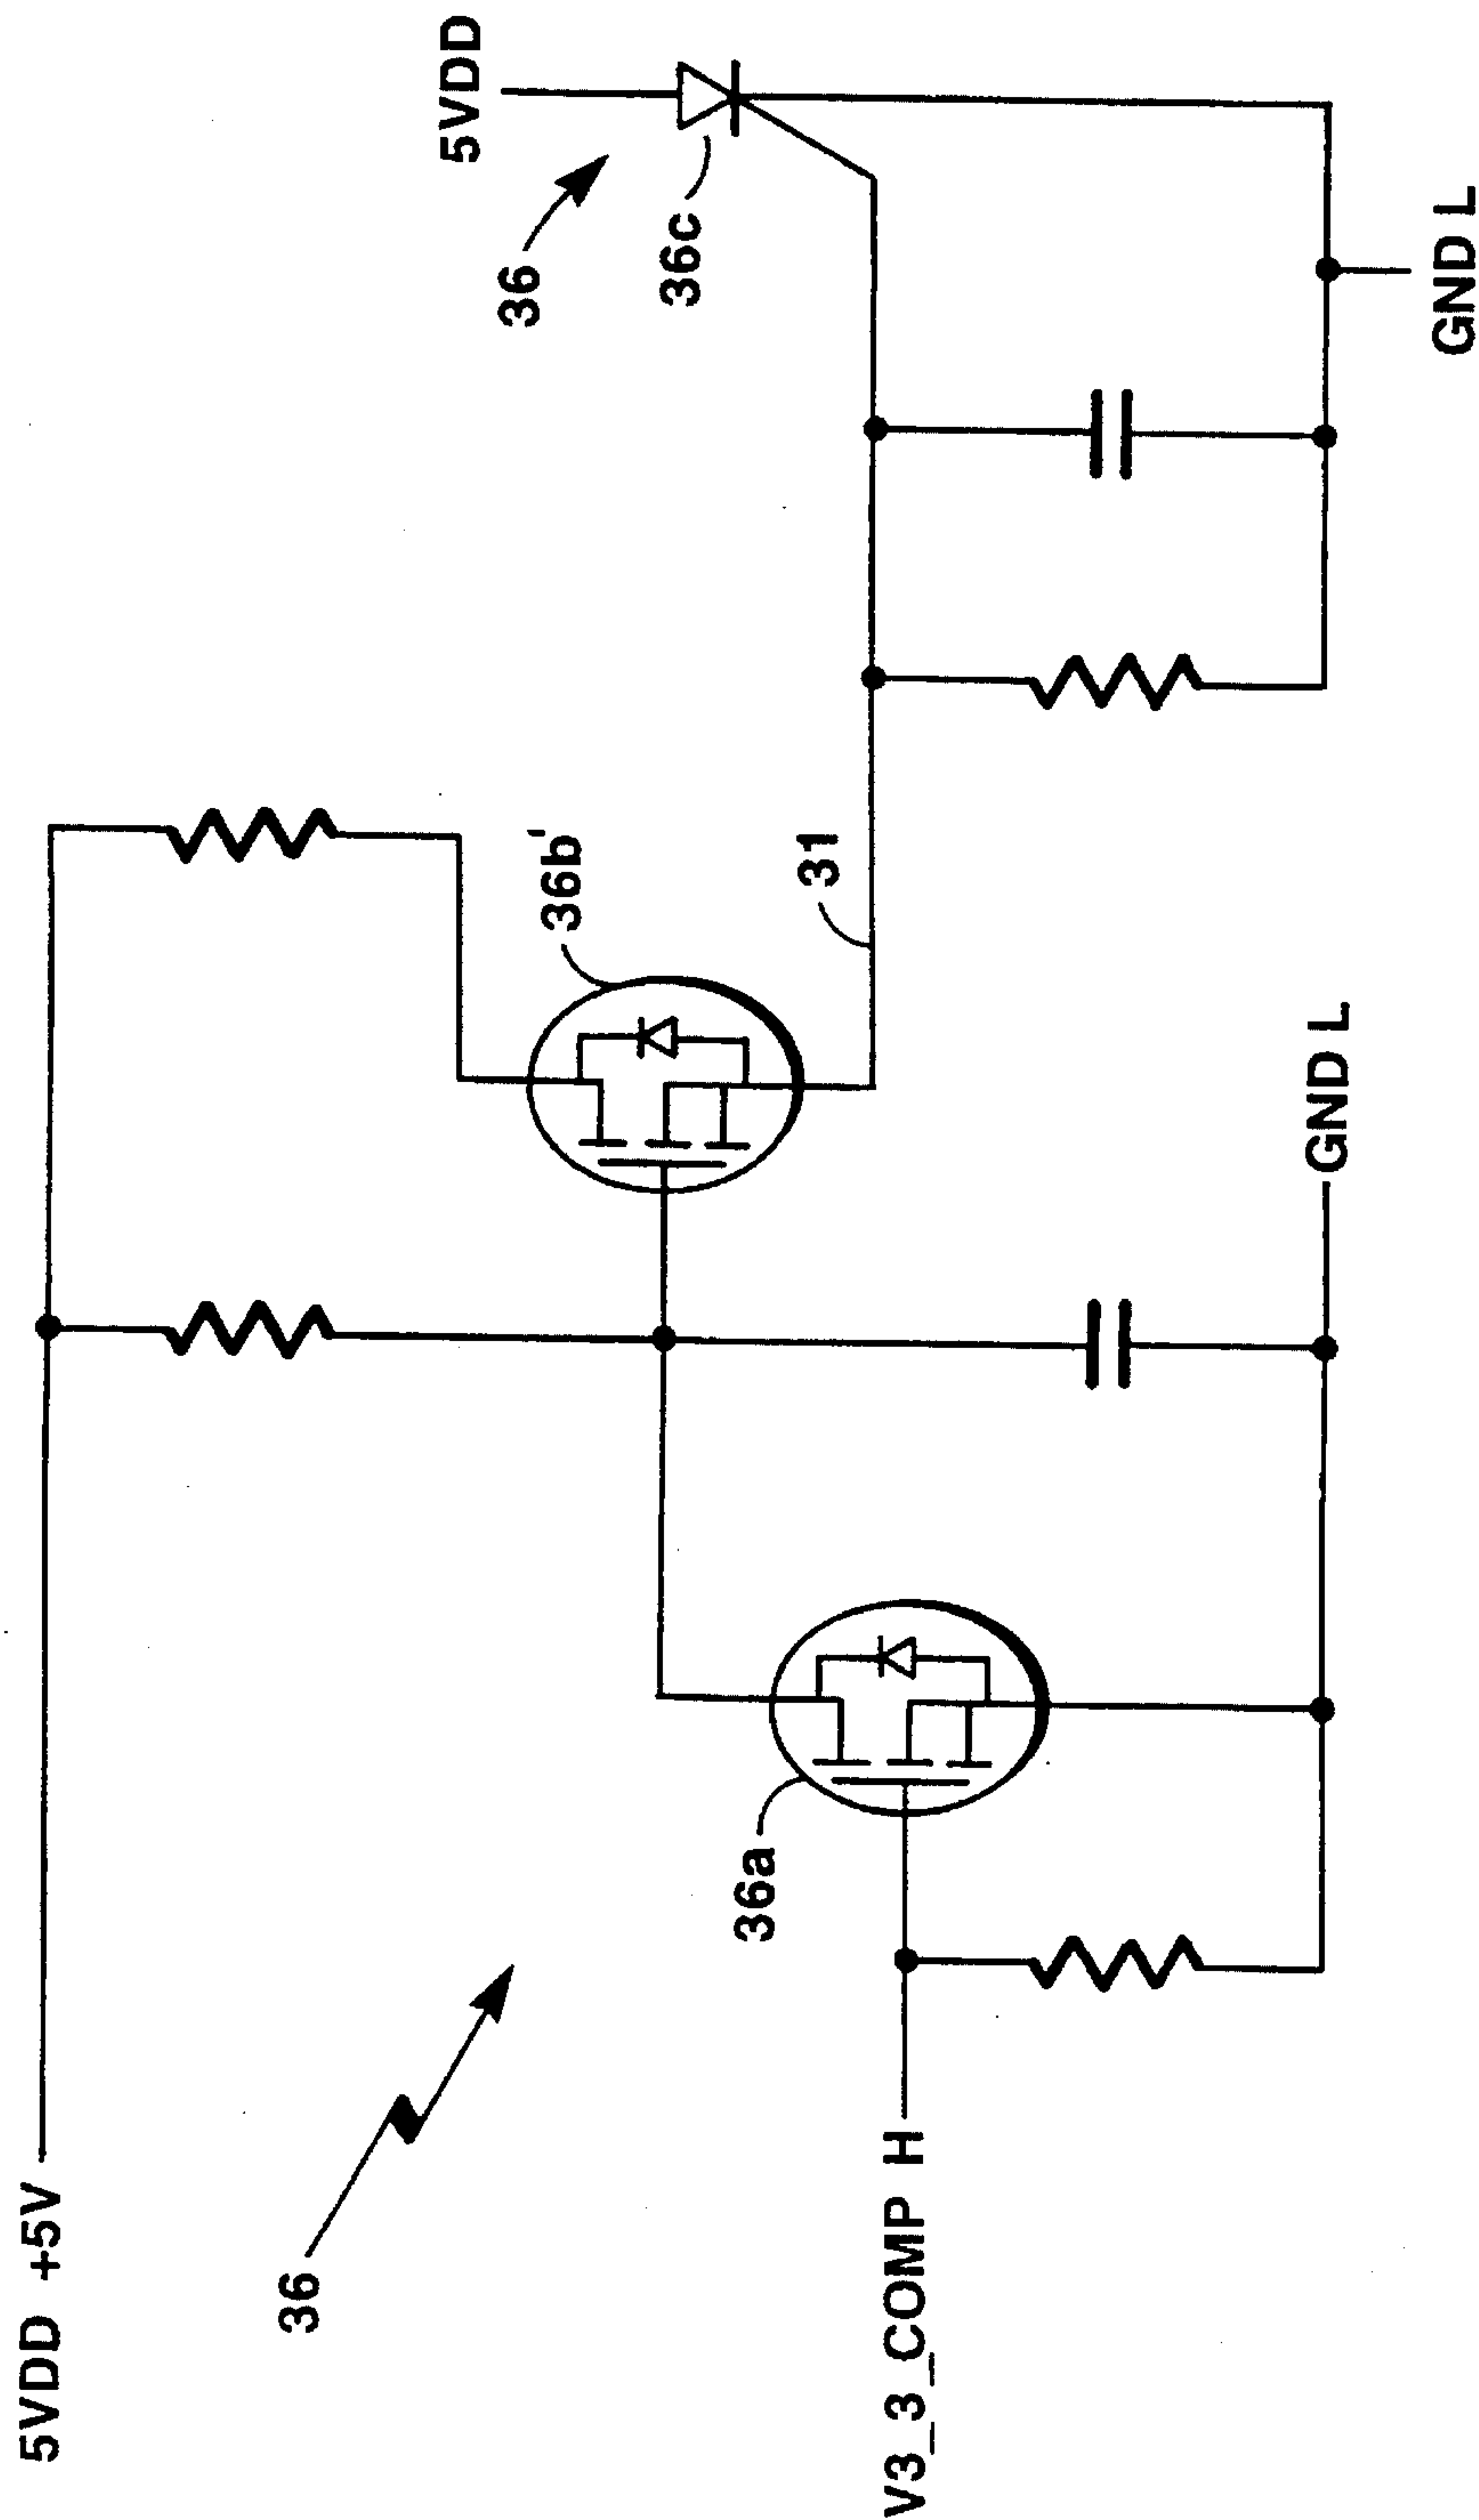 5VDD +5V
36
V3_3_COMP H
36a
36b'
31
GND L
5VDD
36
36c
GND L